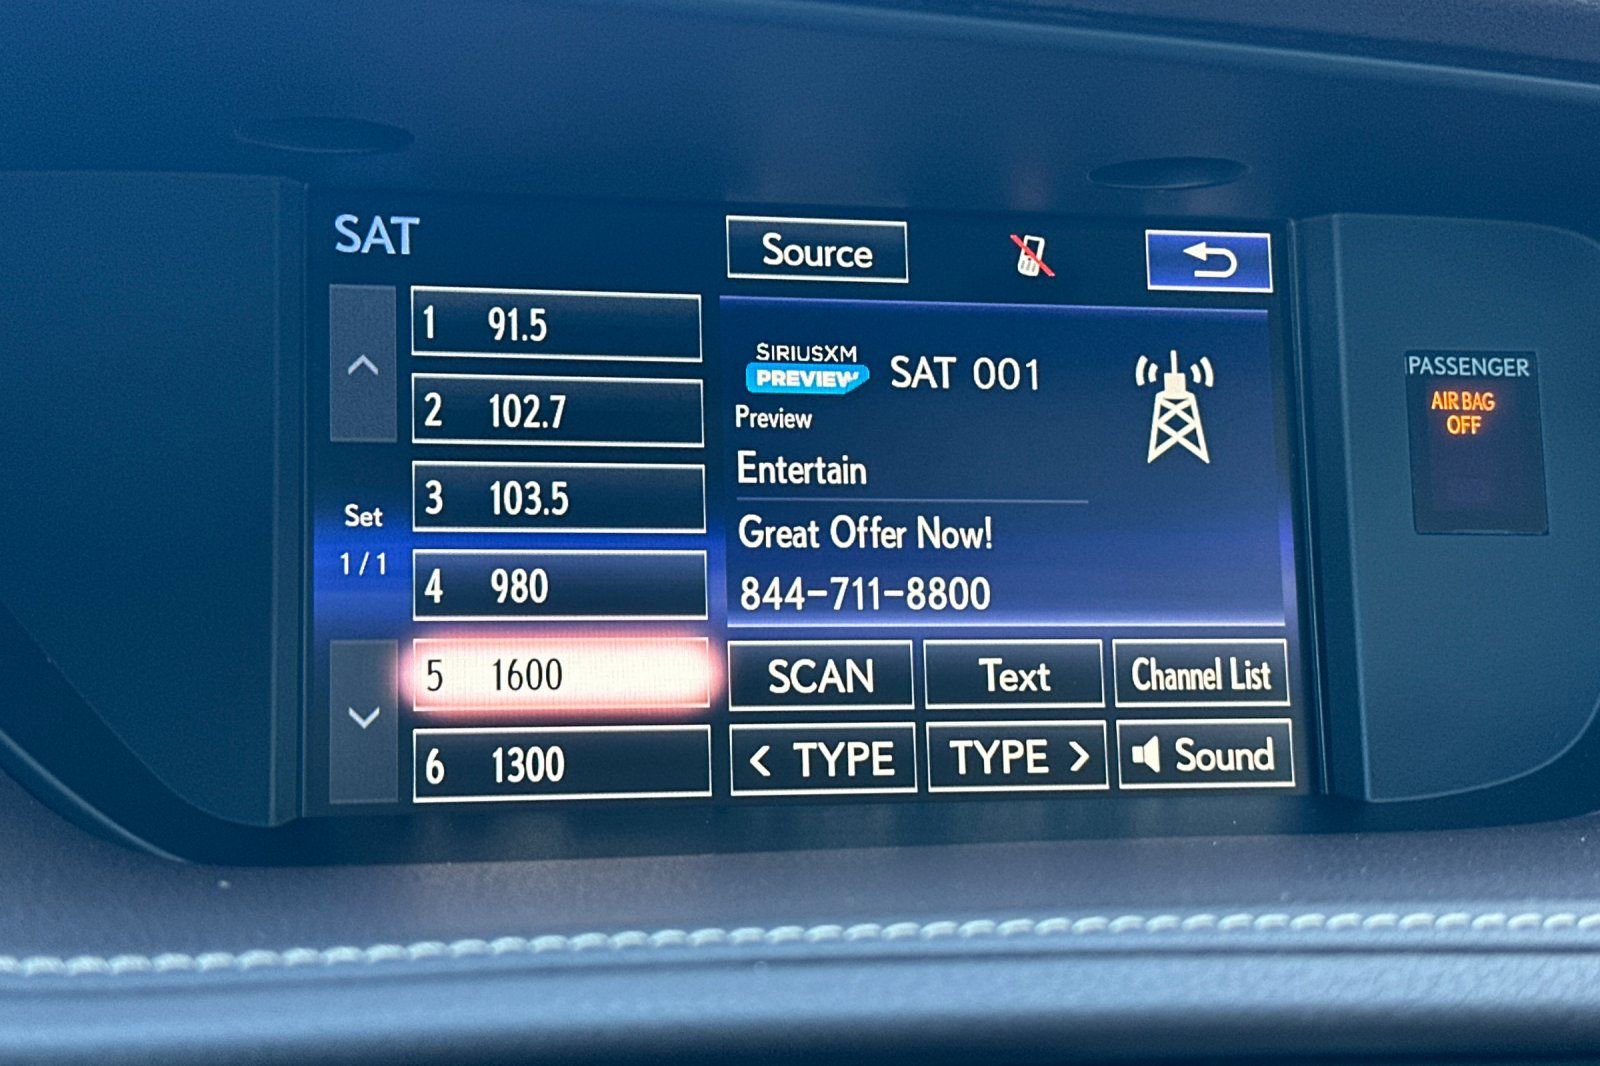 SAT
Source
1 91.5
2 102.7
3 103.5
4 980
5 1600
6 1300
Set
1/1
SIRIUSXM
PREVIEW
SAT 001
Preview
Entertain
Great Offer Now!
844-711-8800
SCAN
Text
Channel List
< TYPE
TYPE >
Sound
PASSENGER
AIR BAG
OFF